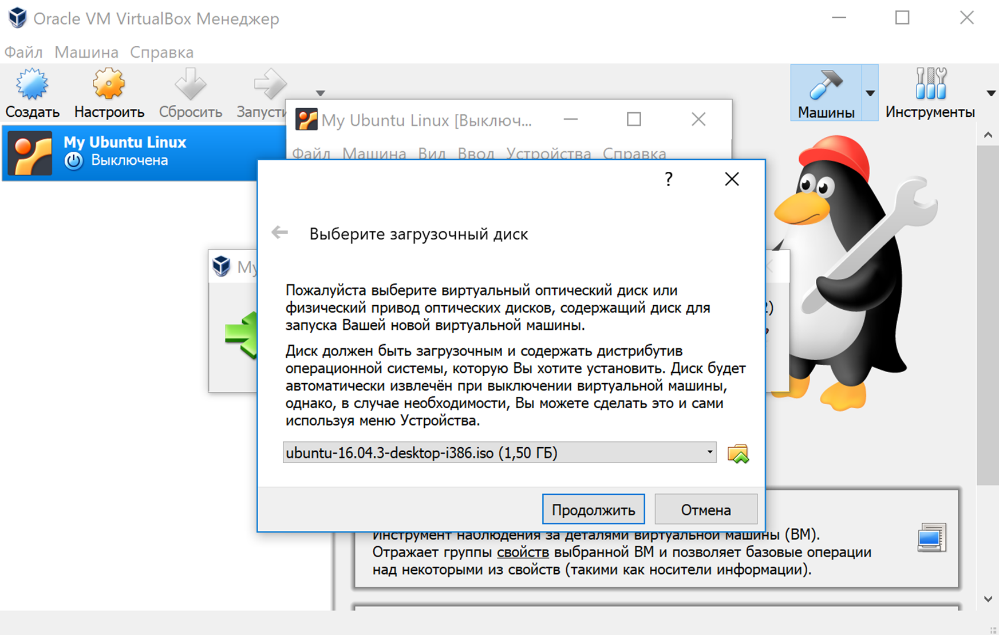 Oracle VM VirtualBox Менеджер
Файл Машина Справка
Создать Настроить Сбросить
Машины Инструменты
My Ubuntu Linux
Выключена
My Ubuntu Linux [Выключ...
Файл Машина Вид Ввод Устройства Справка
?
Выберите загрузочный диск
My
2)
Пожалуйста выберите виртуальный оптический диск или
физический привод оптических дисков, содержащий диск для
запуска Вашей новой виртуальной машины.
Диск должен быть загрузочным и содержать дистрибутив
операционной системы, которую Вы хотите установить. Диск будет
автоматически извлечён при выключении виртуальной машины,
однако, в случае необходимости, Вы можете сделать это и сами
используя меню Устройства.
ubuntu-16.04.3-desktop-i386.iso (1,50 ГБ)
Продолжить Отмена
Инструмент наблюдения за деталями виртуальной машины (ВМ).
Отражает группы свойств выбранной ВМ и позволяет базовые операции
над некоторыми из свойств (такими как носители информации).